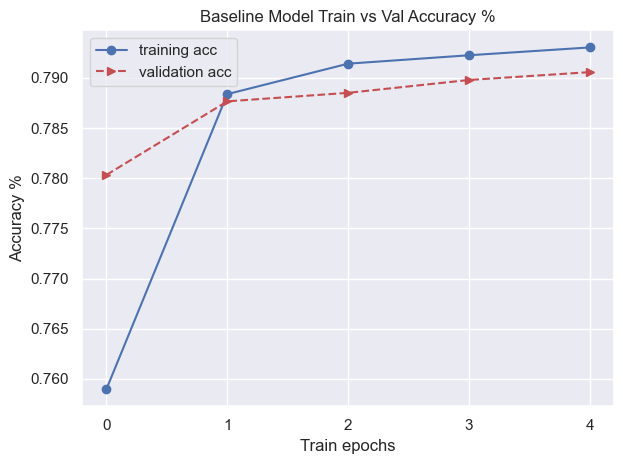 Baseline Model Train vs Val Accuracy %
training acc
validation acc
0.790
0.785
0.780
0.775
0.770
0.765
0.760
Accuracy %
0 1 2 3 4
Train epochs